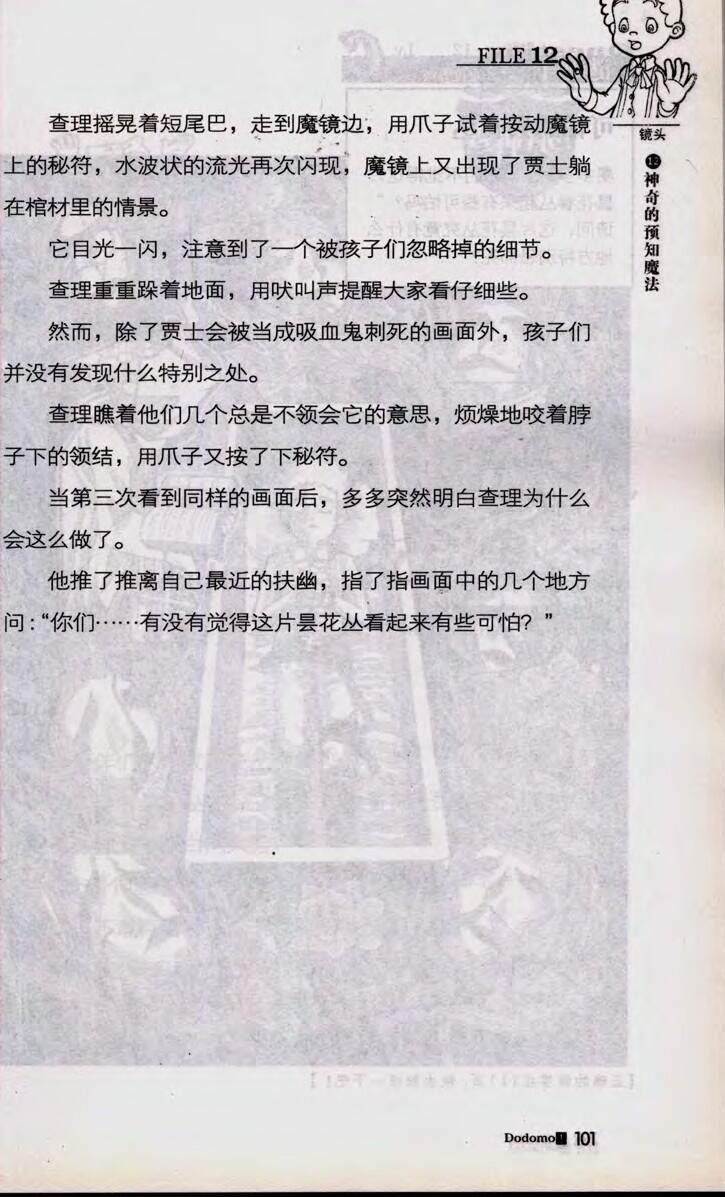 FILE 12
镜头
⓬神奇的预知魔法
查理摇晃着短尾巴，走到魔镜边，用爪子试着按动魔镜
上的秘符，水波状的流光再次闪现，魔镜上又出现了贾士躺
在棺材里的情景。
它目光一闪，注意到了一个被孩子们忽略掉的细节。
查理重重跺着地面，用吠叫声提醒大家看仔细些。
然而，除了贾士会被当成吸血鬼刺死的画面外，孩子们
并没有发现什么特别之处。
查理瞧着他们几个总是不领会它的意思，烦燥地咬着脖
子下的领结，用爪子又按了下秘符。
当第三次看到同样的画面后，多多突然明白查理为什么
会这么做了。
他推了推离自己最近的扶幽，指了指画面中的几个地方
问：“你们……有没有觉得这片昙花丛看起来有些可怕？”
Dodomo! 101